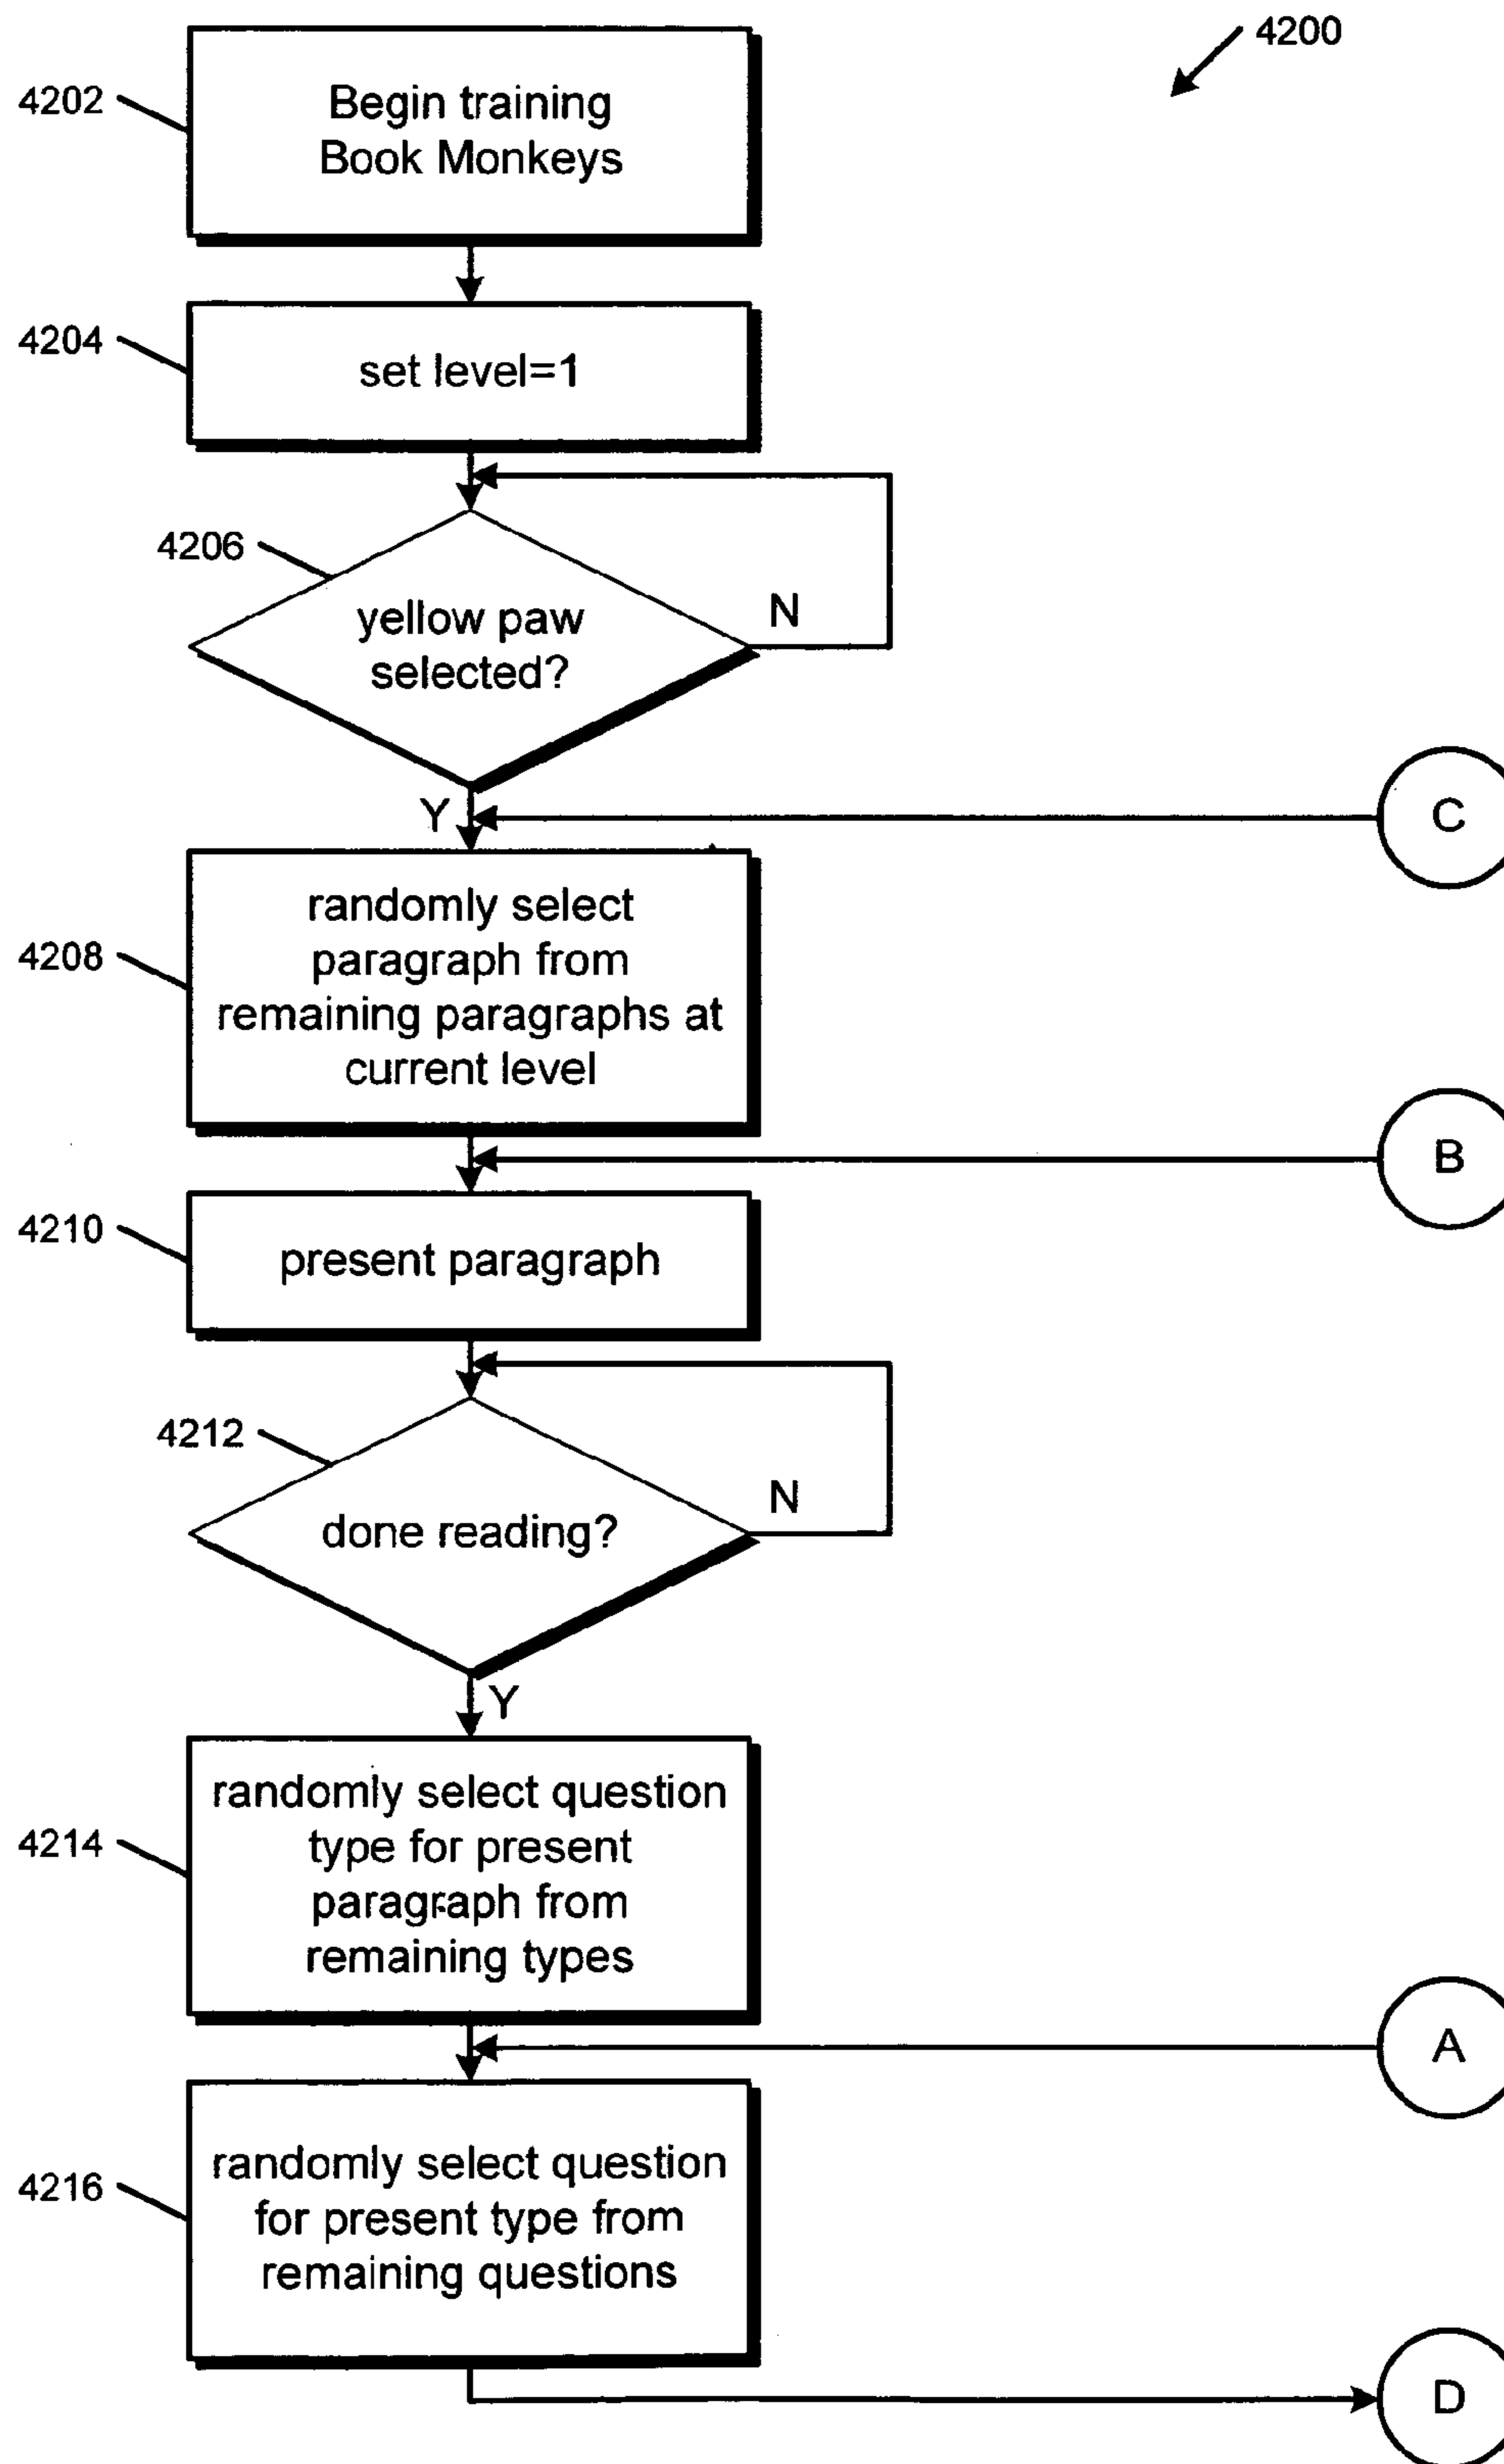 4200
4202
Begin training
Book Monkeys
4204
set level=1
4206
yellow paw
selected?
N
Y
C
4208
randomly select
paragraph from
remaining paragraphs at
current level
B
4210
present paragraph
4212
done reading?
N
Y
4214
randomly select question
type for present
paragraph from
remaining types
A
4216
randomly select question
for present type from
remaining questions
D